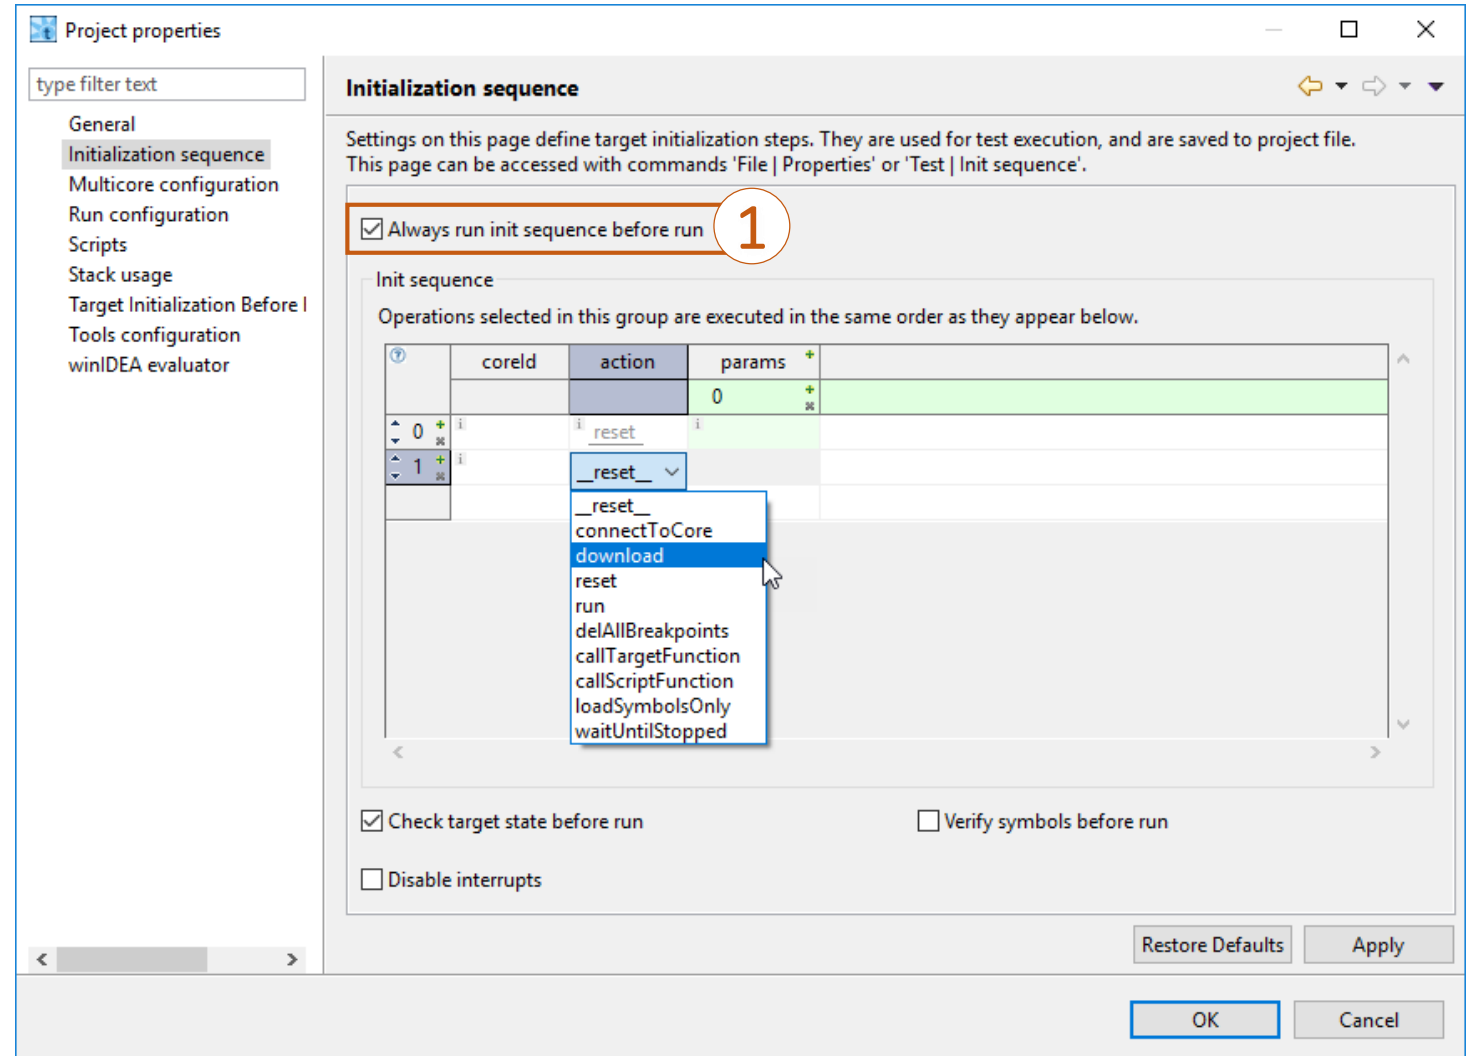 Project properties
type filter text
General
Initialization sequence
Multicore configuration
Run configuration
Scripts
Stack usage
Target Initialization Before
Tools configuration
winIDEA evaluator
Initialization sequence
Settings on this page define target initialization steps. They are used for test execution, and are saved to project file.
This page can be accessed with commands 'File | Properties' or 'Test | Init sequence'.
Always run init sequence before run
1
Init sequence
Operations selected in this group are executed in the same order as they appear below.
coreId action params
0
0 reset
1 __reset__
__reset__
connectToCore
download
reset
run
delAllBreakpoints
callTargetFunction
callScriptFunction
loadSymbolsOnly
waitUntilStopped
Check target state before run
Verify symbols before run
Disable interrupts
Restore Defaults
Apply
OK
Cancel